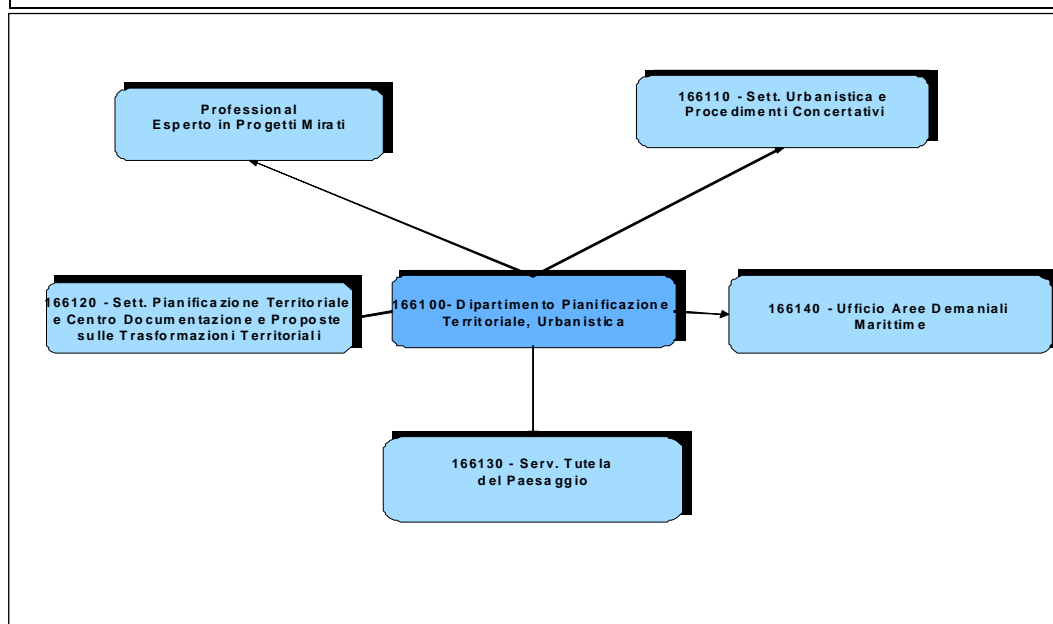 Professional
Esperto in Progetti Mirati
166110 - Sett. Urbanistica e
Procedimenti Concertativi
166120 - Sett. Pianificazione Territoriale
e Centro Documentazione e Proposte
sulle Trasformazioni Territoriali
166100- Dipartimento Pianificazione
Territoriale, Urbanistica
166140 - Ufficio Aree Demaniali
Marittime
166130 - Serv. Tutela
del Paesaggio